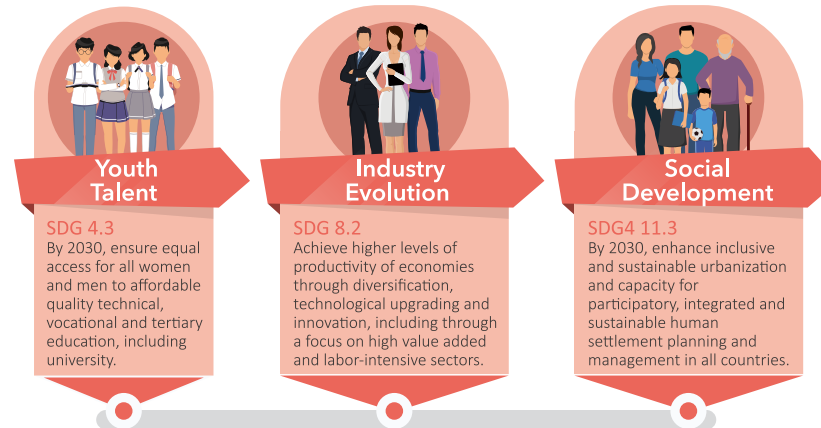 Youth
Talent
SDG 4.3
By 2030, ensure equal
access for all women
and men to affordable
quality technical,
vocational and tertiary
education, including
university.
Industry
Evolution
SDG 8.2
Achieve higher levels of
productivity of economies
through diversification,
technological upgrading and
innovation, including through
a focus on high value added
and labor-intensive sectors.
Social
Development
SDG4 11.3
By 2030, enhance inclusive
and sustainable urbanization
and capacity for
participatory, integrated and
sustainable human
settlement planning and
management in all countries.